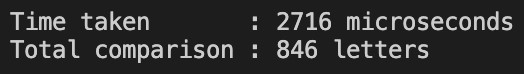 Time taken       : 2716 microseconds
Total comparison : 846 letters